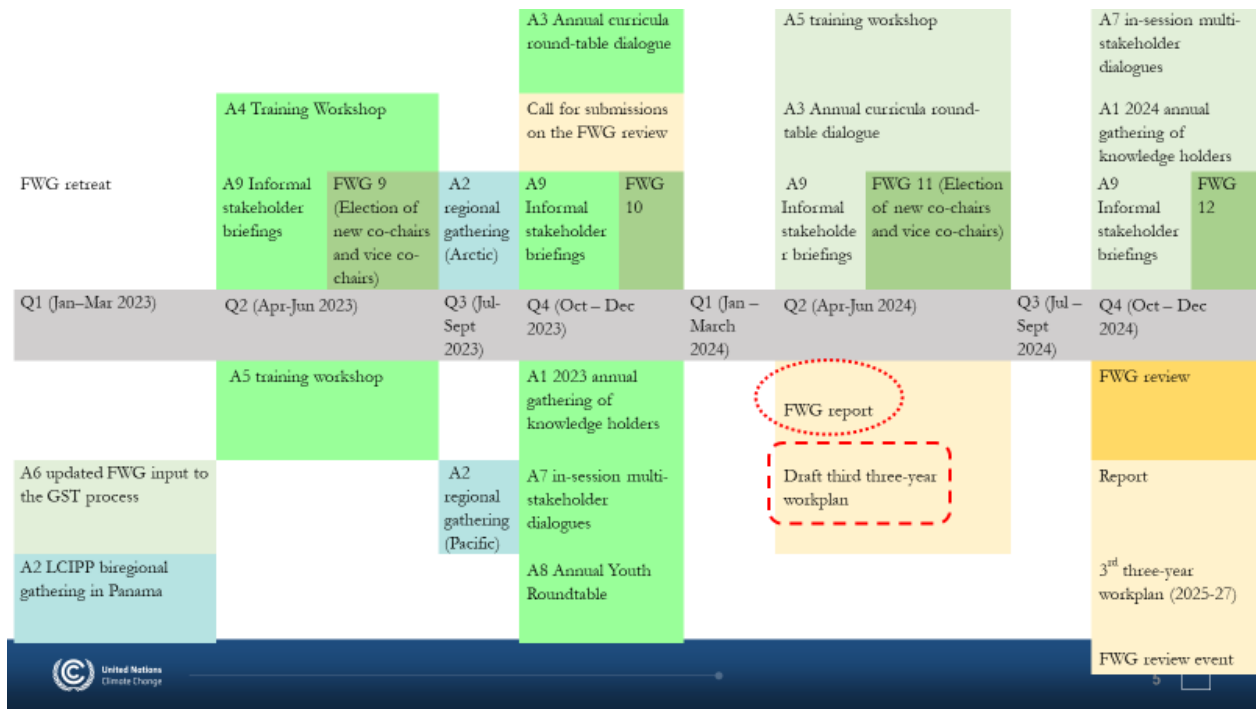 A3 Annual curricula
round-table dialogue
A5 training workshop
A7 in-session multi-
stakeholder
dialogues
A4 Training Workshop
Call for submissions
on the FWG review
A3 Annual curricula round-
table dialogue
A1 2024 annual
gathering of
knowledge holders
FWG retreat
A9 Informal
stakeholder
briefings
FWG 9
(Election of
new co-chairs
and vice co-
chairs)
A2
regional
gathering
(Arctic)
A9
Informal
stakeholder
briefings
FWG
10
A9
Informal
stakeholde
r briefings
FWG 11 (Election
of new co-chairs
and vice co-chairs)
A9
Informal
stakeholder
briefings
FWG
12
Q1 (Jan–Mar 2023)
Q2 (Apr-Jun 2023)
Q3 (Jul-
Sept
2023)
Q4 (Oct – Dec
2023)
Q1 (Jan –
March
2024)
Q2 (Apr-Jun 2024)
Q3 (Jul –
Sept
2024)
Q4 (Oct – Dec
2024)
A5 training workshop
A1 2023 annual
gathering of
knowledge holders
FWG report
FWG review
A6 updated FWG input to
the GST process
A2
regional
gathering
(Pacific)
A7 in-session multi-
stakeholder
dialogues
Draft third three-year
workplan
Report
A2 LCIPP biregional
gathering in Panama
A8 Annual Youth
Roundtable
3rd three-year
workplan (2025-27)
FWG review event
United Nations
Climate Change
5